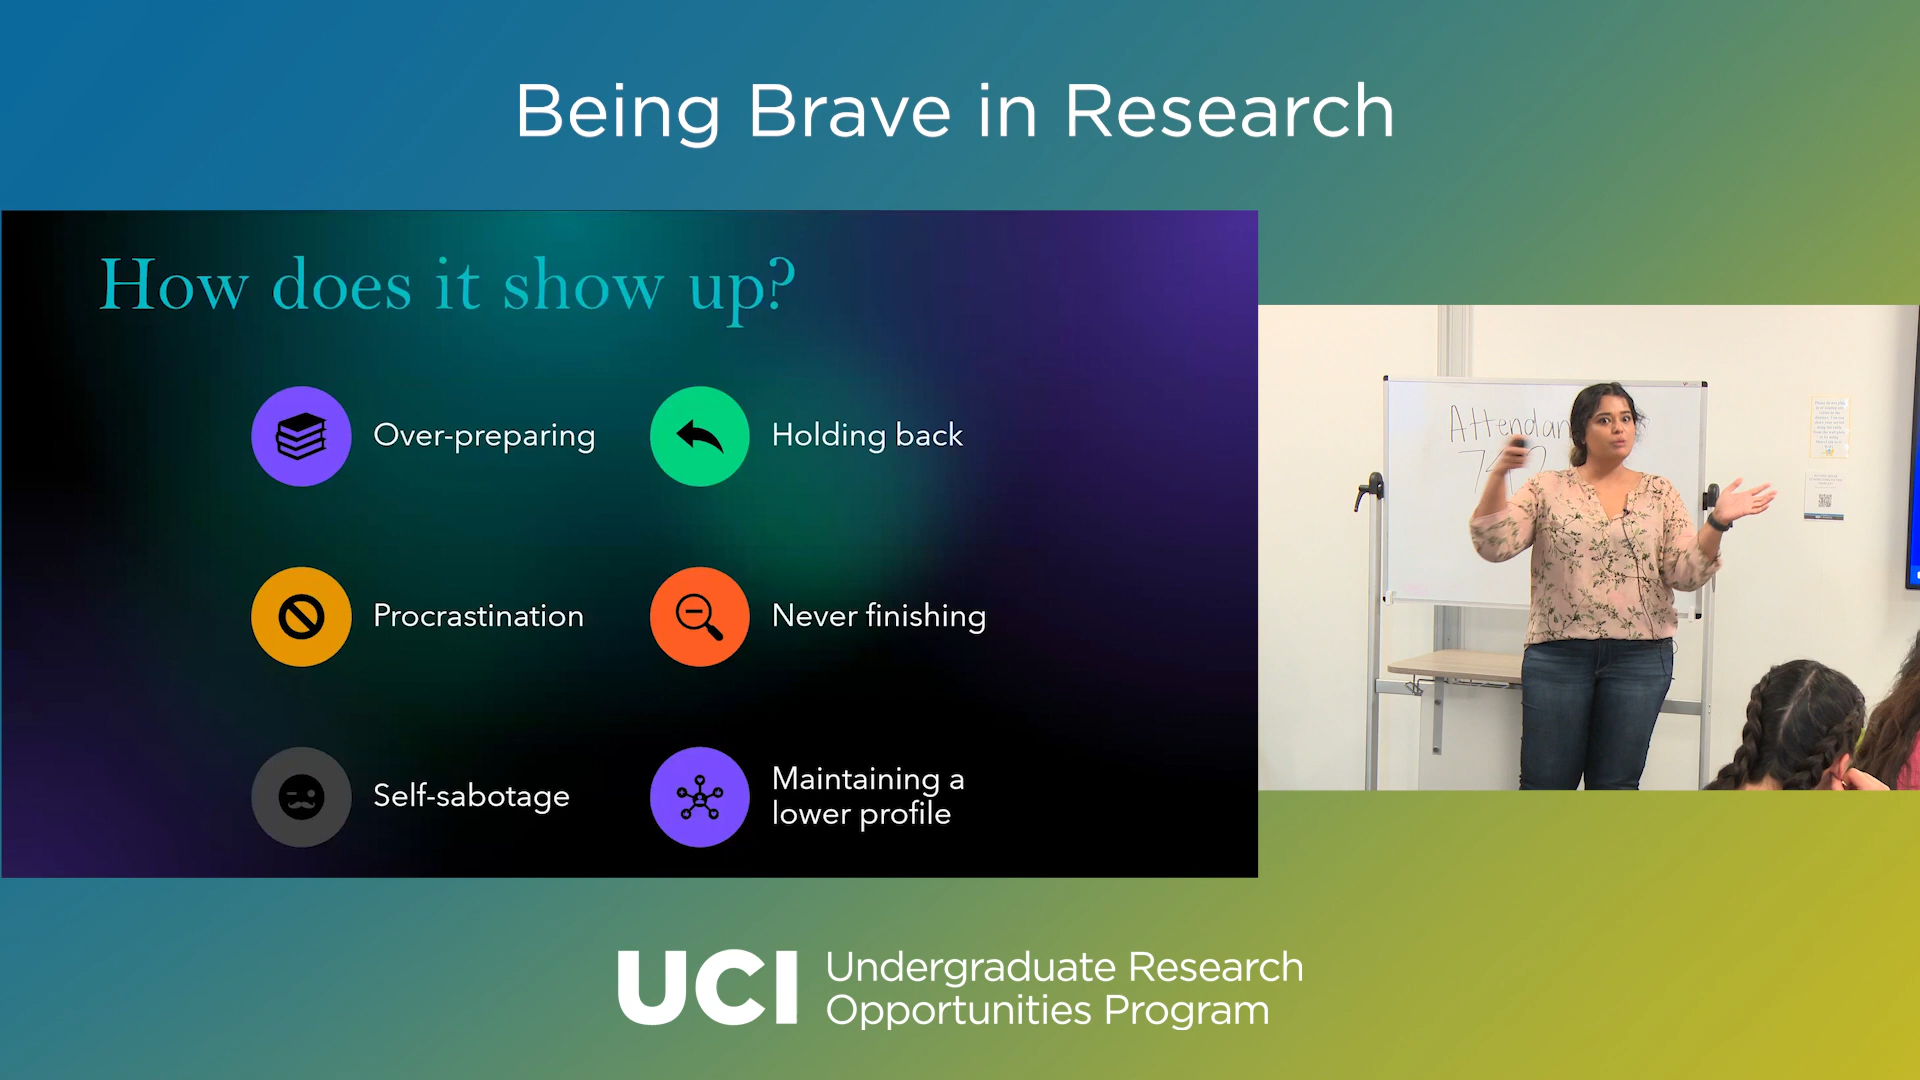 Being Brave in Research
How does it show up?
Over-preparing
Holding back
Procrastination
Never finishing
Self-sabotage
Maintaining a
lower profile
Attendan
UCI
Undergraduate Research
Opportunities Program